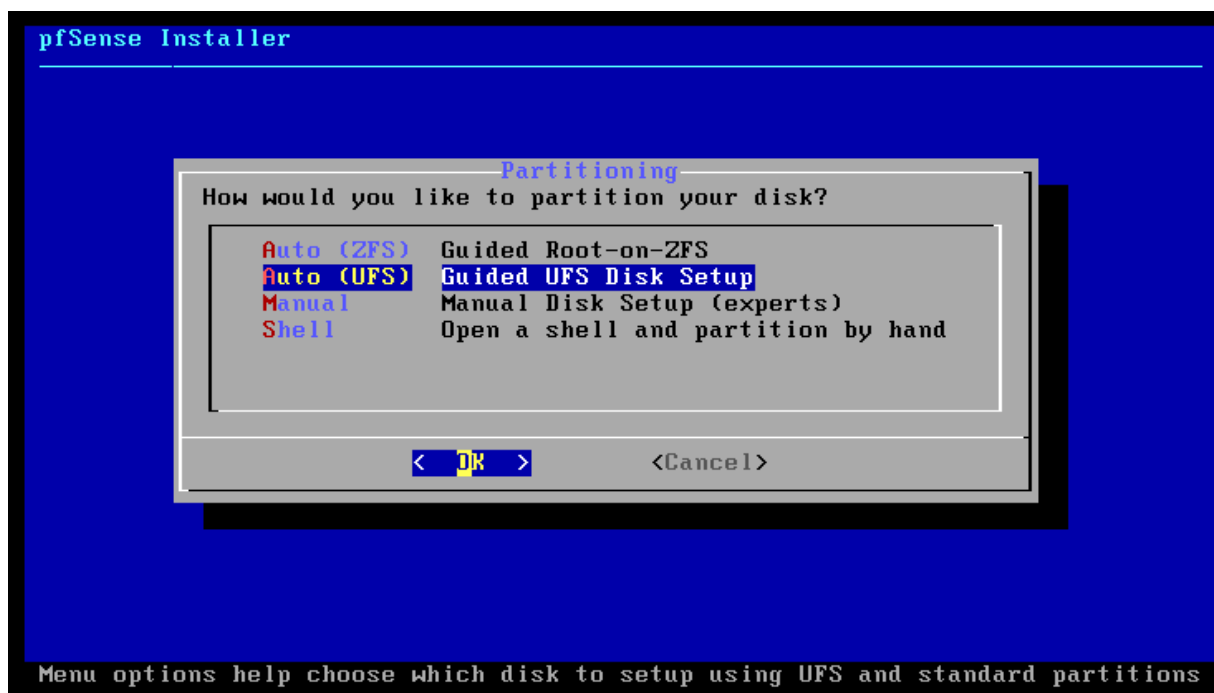 pfSense Installer
Partitioning
How would you like to partition your disk?
Auto (ZFS) Guided Root-on-ZFS
Auto (UFS) Guided UFS Disk Setup
Manual Manual Disk Setup (experts)
Shell Open a shell and partition by hand
< OK > <Cancel>
Menu options help choose which disk to setup using UFS and standard partitions